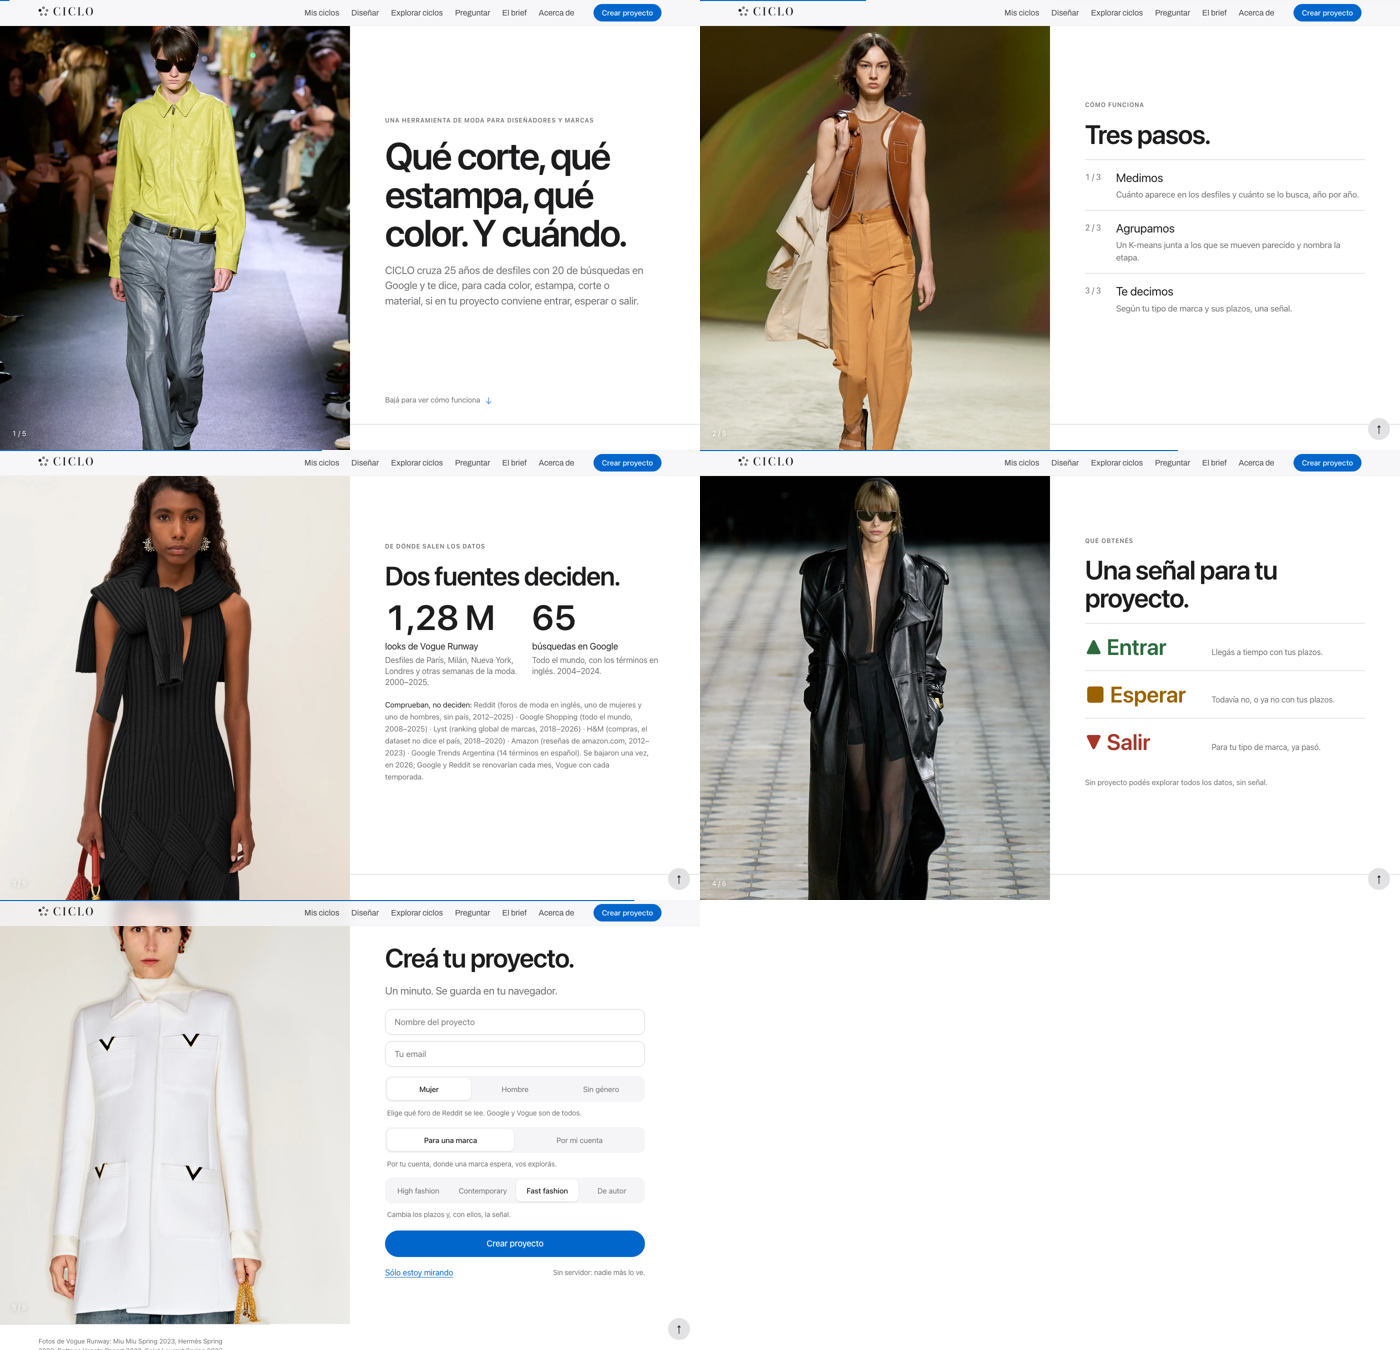 CICLO
Mis ciclos Diseñar Explorar ciclos Preguntar El brief Acerca de Crear proyecto
UNA HERRAMIENTA DE MODA PARA DISEÑADORES Y MARCAS
Qué corte, qué
estampa, qué
color. Y cuándo.
CICLO cruza 25 años de desfiles con 20 de búsquedas en
Google y te dice, para cada color, estampa, corte o
material, si en tu proyecto conviene entrar, esperar o salir.
Bajá para ver cómo funciona ↓
1 / 5
CICLO
Mis ciclos Diseñar Explorar ciclos Preguntar El brief Acerca de Crear proyecto
CÓMO FUNCIONA
Tres pasos.
1 / 3 Medimos
Cuánto aparece en los desfiles y cuánto se lo busca, año por año.
2 / 3 Agrupamos
Un K-means junta a los que se mueven parecido y nombra la
etapa.
3 / 3 Te decimos
Según tu tipo de marca y sus plazos, una señal.
2 / 5
↑
CICLO
Mis ciclos Diseñar Explorar ciclos Preguntar El brief Acerca de Crear proyecto
DE DÓNDE SALEN LOS DATOS
Dos fuentes deciden.
1,28 M 65
looks de Vogue Runway búsquedas en Google
Desfiles de París, Milán, Nueva York, Todo el mundo, con los términos en
Londres y otras semanas de la moda. inglés. 2004–2024.
2000–2025.
Comprueban, no deciden: Reddit (foros de moda en inglés, uno de mujeres y
uno de hombres, sin país, 2012–2025) · Google Shopping (todo el mundo,
2008–2025) · Lyst (ranking global de marcas, 2018–2026) · H&M (compras, el
dataset no dice el país, 2018–2020) · Amazon (reseñas de amazon.com, 2012–
2023) · Google Trends Argentina (14 términos en español). Se bajaron una vez,
en 2026; Google y Reddit se renovarían cada mes, Vogue con cada
temporada.
3 / 5
↑
CICLO
Mis ciclos Diseñar Explorar ciclos Preguntar El brief Acerca de Crear proyecto
QUÉ OBTENÉS
Una señal para tu
proyecto.
Entrar Llegás a tiempo con tus plazos.
Esperar Todavía no, o ya no con tus plazos.
Salir Para tu tipo de marca, ya pasó.
Sin proyecto podés explorar todos los datos, sin señal.
4 / 5
↑
CICLO
Mis ciclos Diseñar Explorar ciclos Preguntar El brief Acerca de Crear proyecto
Creá tu proyecto.
Un minuto. Se guarda en tu navegador.
Nombre del proyecto
Tu email
Mujer Hombre Sin género
Elige qué foro de Reddit se lee. Google y Vogue son de todos.
Para una marca Por mi cuenta
Por tu cuenta, donde una marca espera, vos explorás.
High fashion Contemporary Fast fashion De autor
Cambia los plazos y, con ellos, la señal.
Crear proyecto
Sólo estoy mirando Sin servidor: nadie más lo ve.
5 / 5
↑
Fotos de Vogue Runway: Miu Miu Spring 2023, Hermès Spring